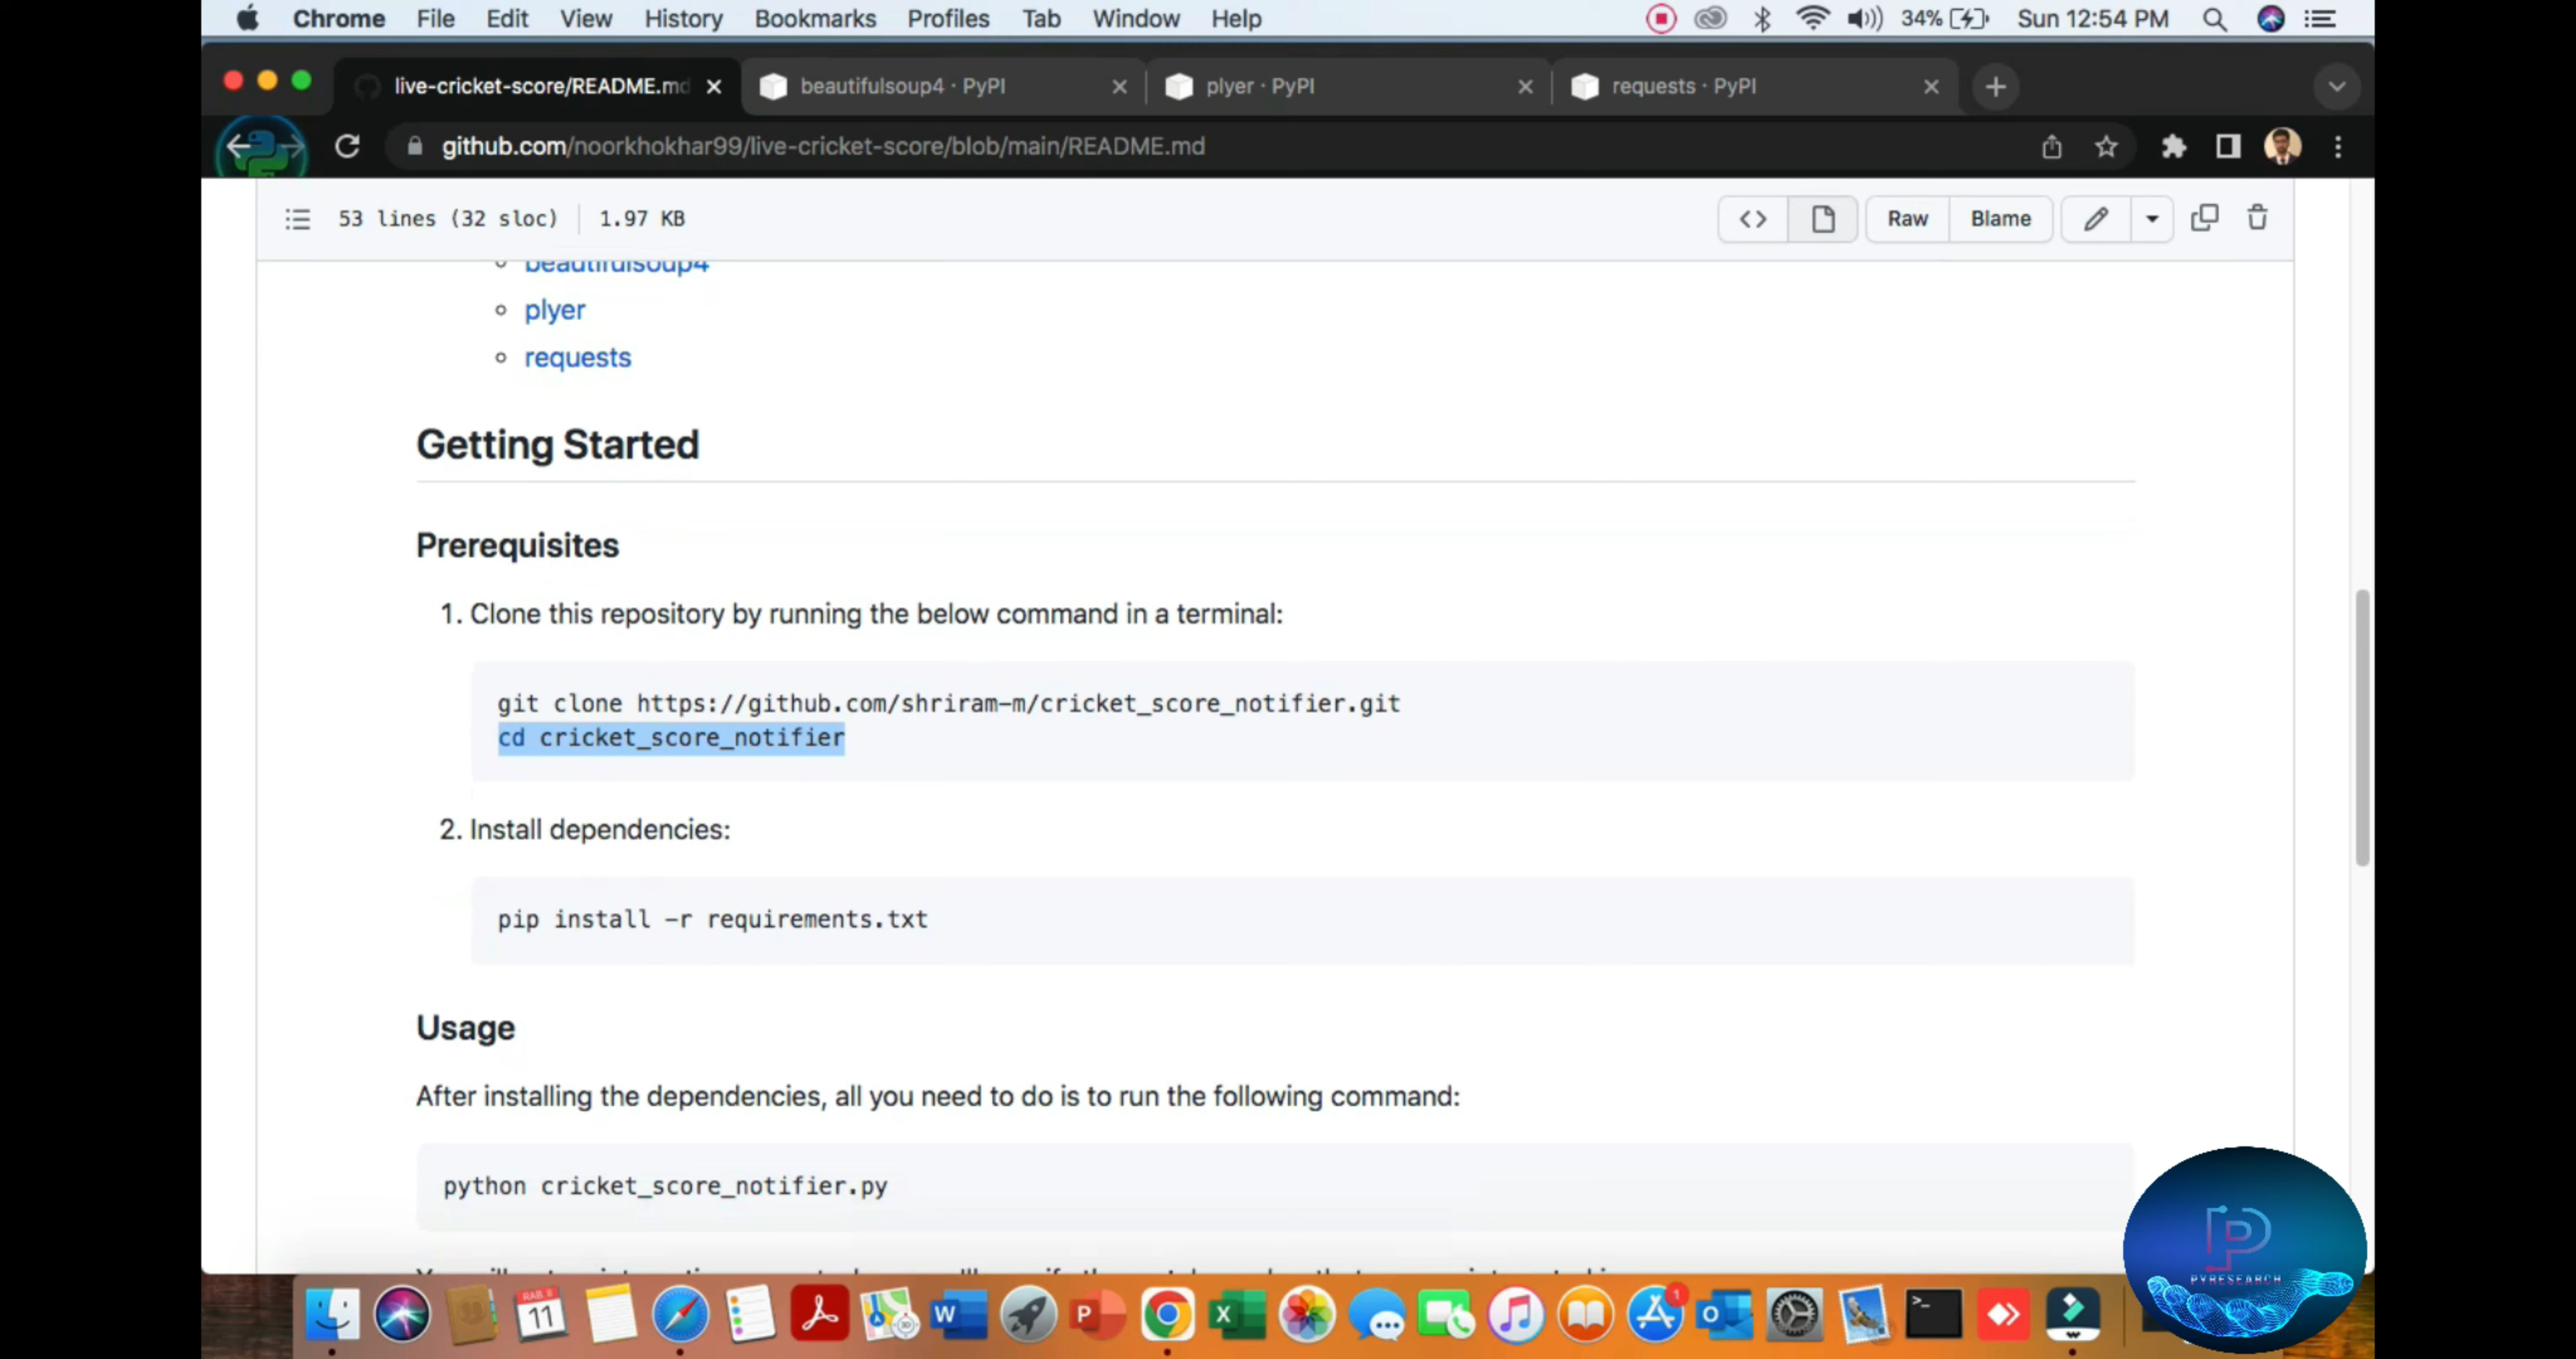 Chrome File Edit View History Bookmarks Profiles Tab Window Help 34% Sun 12:54 PM
live-cricket-score/README.md beautifulsoup4 · PyPI plyer · PyPI requests · PyPI
github.com/noorkhokhar99/live-cricket-score/blob/main/README.md
53 lines (32 sloc) 1.97 KB Raw Blame
beautifulsoup4
plyer
requests
Getting Started
Prerequisites
1. Clone this repository by running the below command in a terminal:
git clone https://github.com/shriram-m/cricket_score_notifier.git
cd cricket_score_notifier
2. Install dependencies:
pip install -r requirements.txt
Usage
After installing the dependencies, all you need to do is to run the following command:
python cricket_score_notifier.py
PYRESEARCH
RAB II
11
W
P
X
1
O